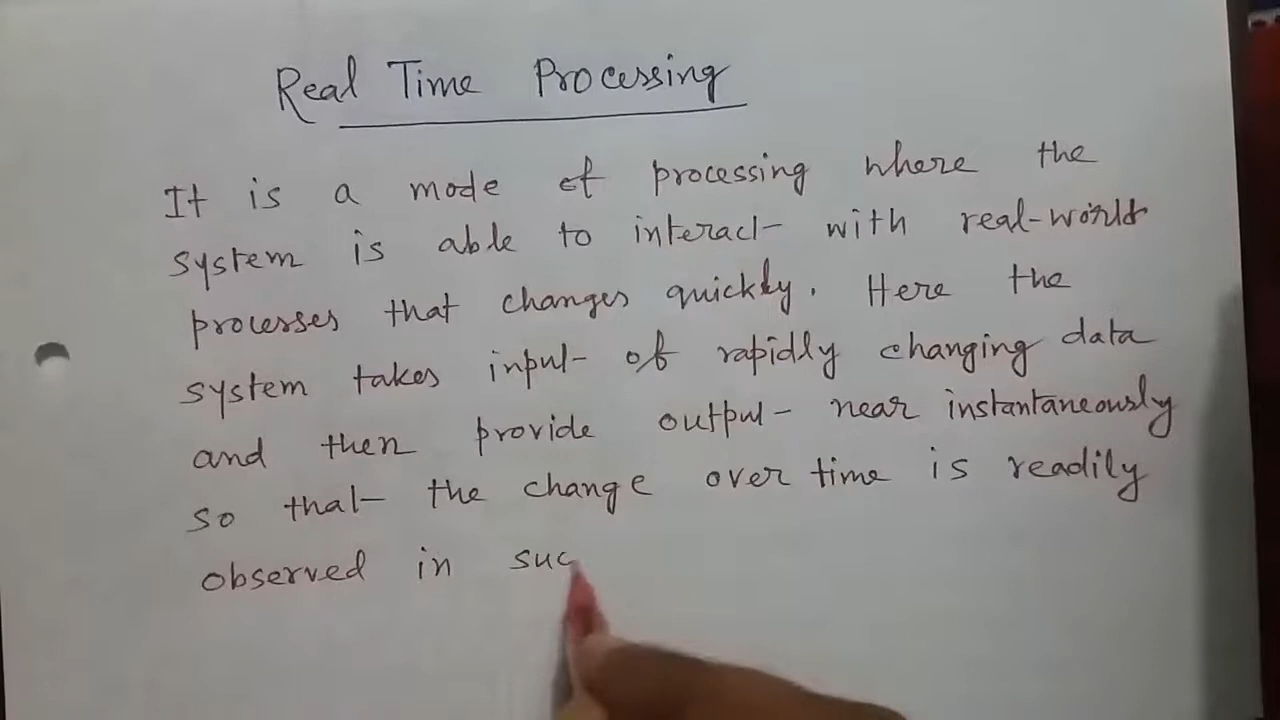 Real Time Processing
It is a mode of processing where the
system is able to interact with real-world
processes that changes quickly. Here the
system takes input of rapidly changing data
and then provide output near instantaneously
so that the change over time is readily
observed in suc